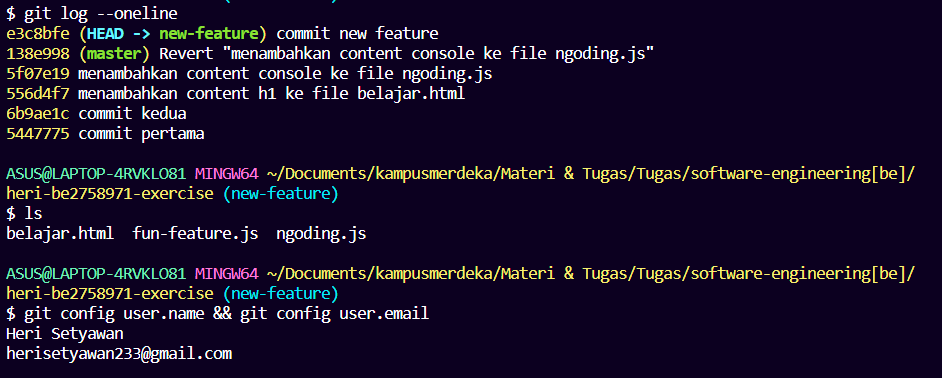 $ git log --oneline
e3c8bfe (HEAD -> new-feature) commit new feature
138e998 (master) Revert "menambahkan content console ke file ngoding.js"
5f07e19 menambahkan content console ke file ngoding.js
556d4f7 menambahkan content h1 ke file belajar.html
6b9ae1c commit kedua
5447775 commit pertama
ASUS@LAPTOP-4RVKLO81 MINGW64 ~/Documents/kampusmerdeka/Materi & Tugas/Tugas/software-engineering[be]/
heri-be2758971-exercise (new-feature)
$ ls
belajar.html  fun-feature.js  ngoding.js
ASUS@LAPTOP-4RVKLO81 MINGW64 ~/Documents/kampusmerdeka/Materi & Tugas/Tugas/software-engineering[be]/
heri-be2758971-exercise (new-feature)
$ git config user.name && git config user.email
Heri Setyawan
herisetyawan233@gmail.com